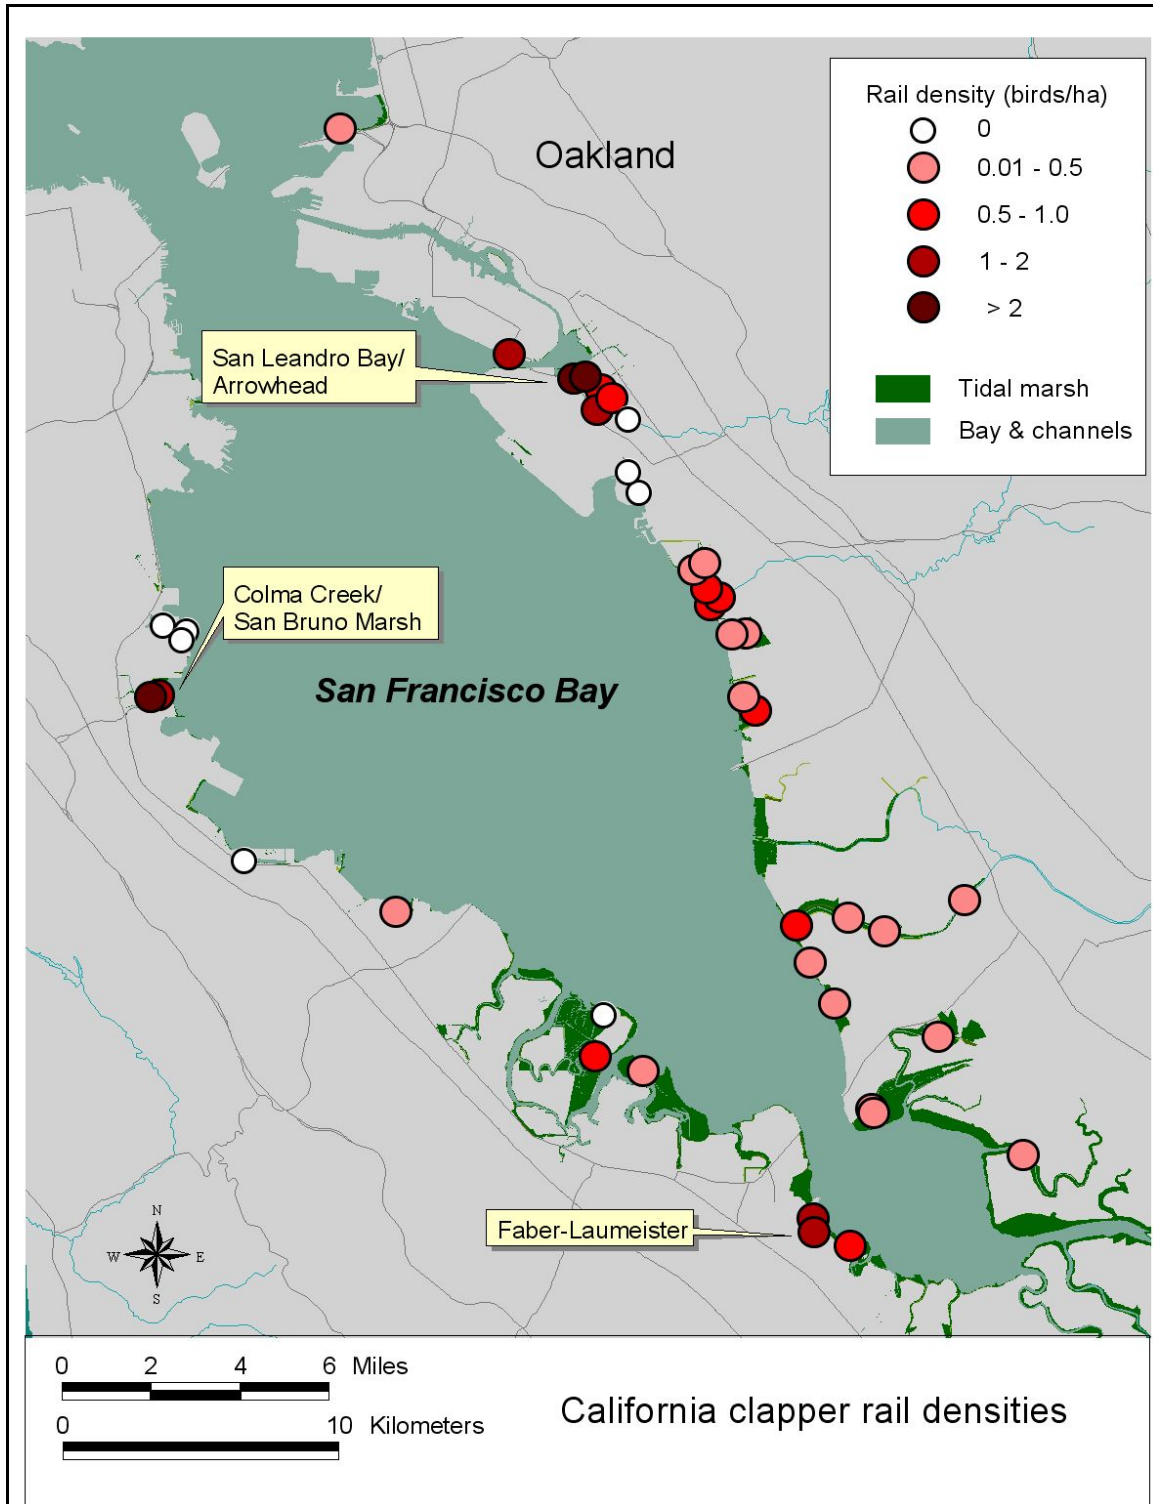 Oakland
Rail density (birds/ha)
0
0.01 - 0.5
0.5 - 1.0
1 - 2
> 2
Tidal marsh
Bay & channels
San Leandro Bay/
Arrowhead
Colma Creek/
San Bruno Marsh
San Francisco Bay
Faber-Laumeister
N
W E
S
0 2 4 6 Miles
0 10 Kilometers
California clapper rail densities